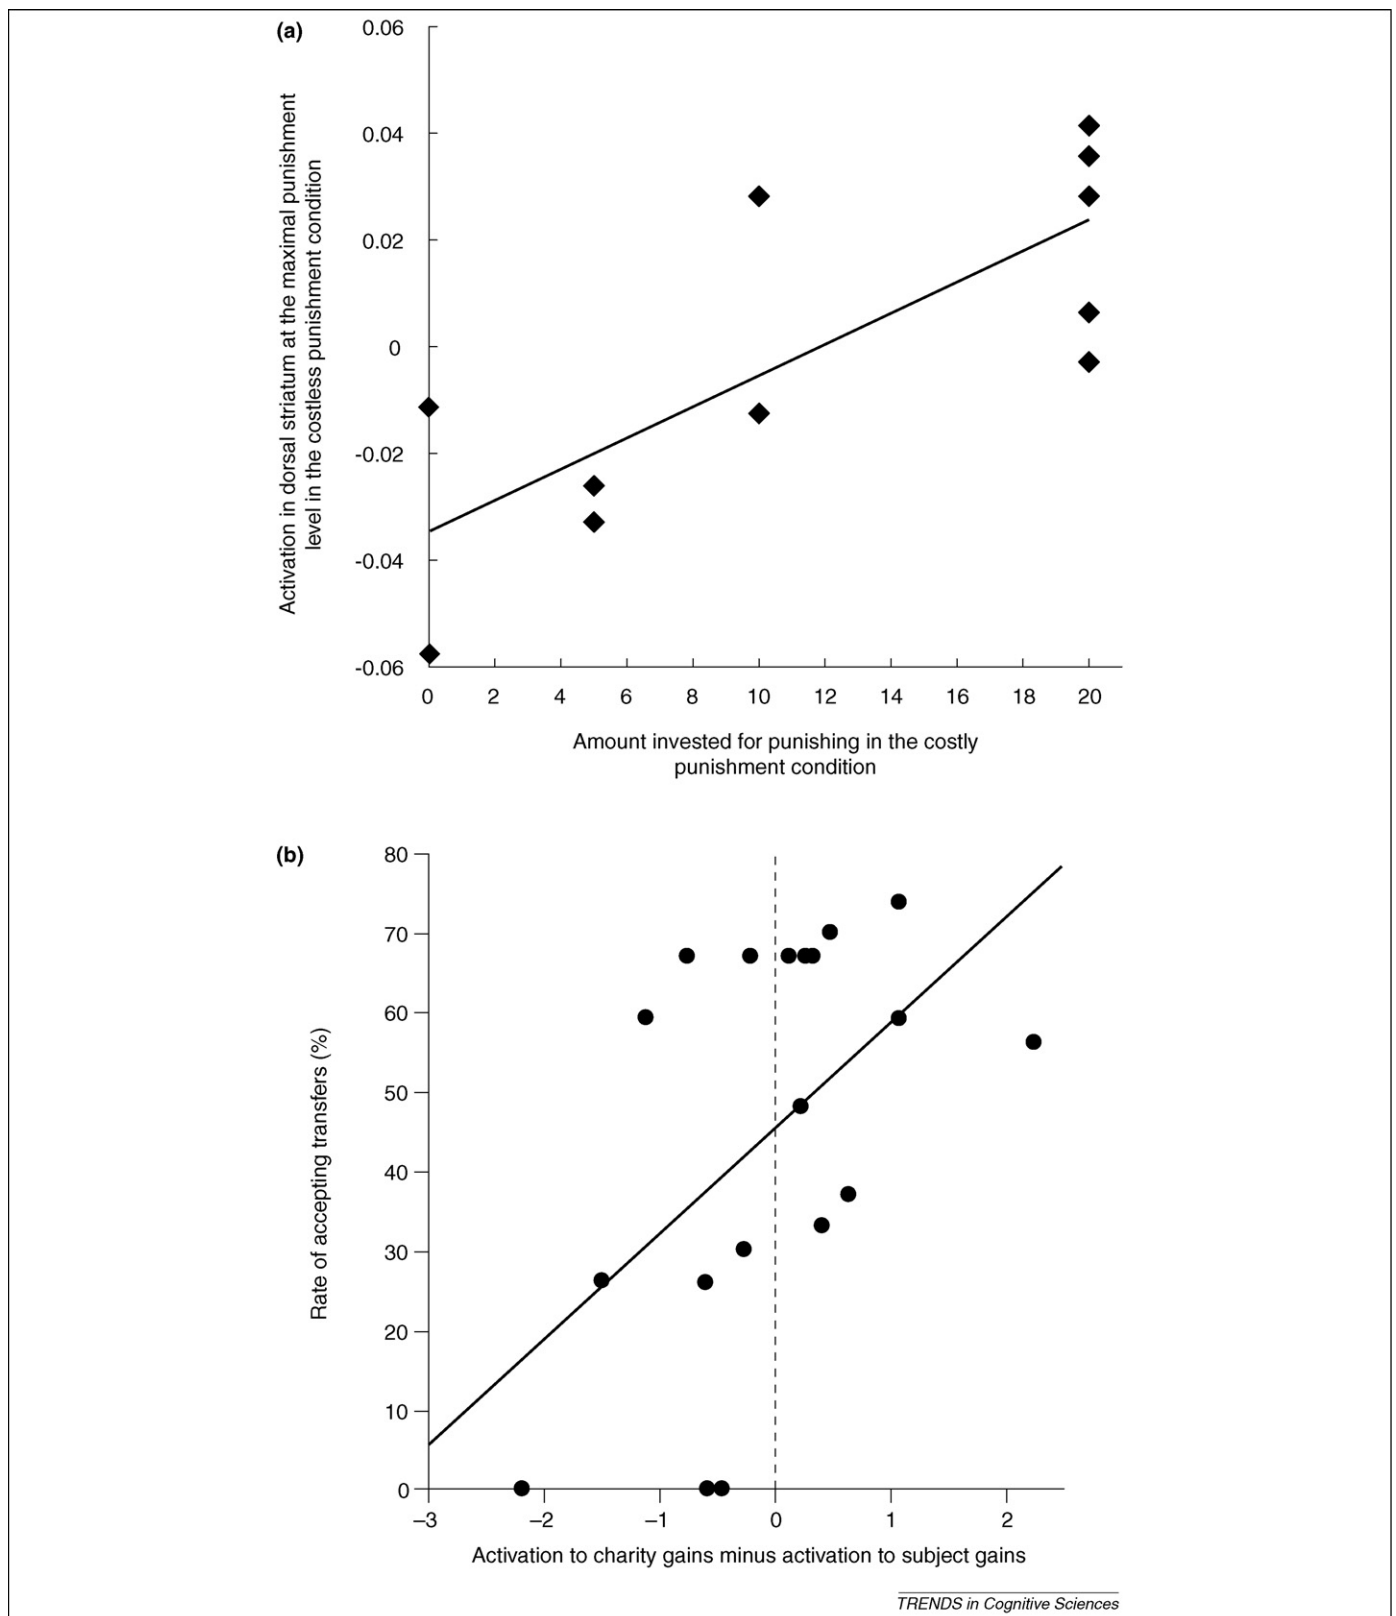 (a)
0.06
0.04
0.02
0
-0.02
-0.04
-0.06
Activation in dorsal striatum at the maximal punishment
level in the costless punishment condition
0 2 4 6 8 10 12 14 16 18 20
Amount invested for punishing in the costly
punishment condition
(b)
80
70
60
50
40
30
20
10
0
Rate of accepting transfers (%)
–3 –2 –1 0 1 2
Activation to charity gains minus activation to subject gains
TRENDS in Cognitive Sciences